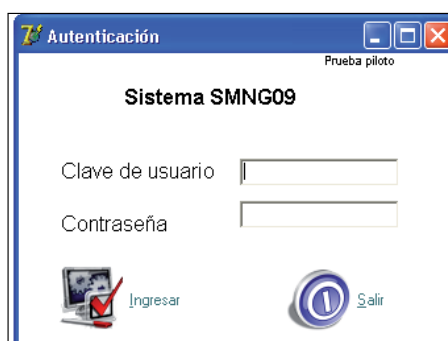 Autenticación
Prueba piloto
Sistema SMNG09
Clave de usuario
Contraseña
Ingresar
Salir